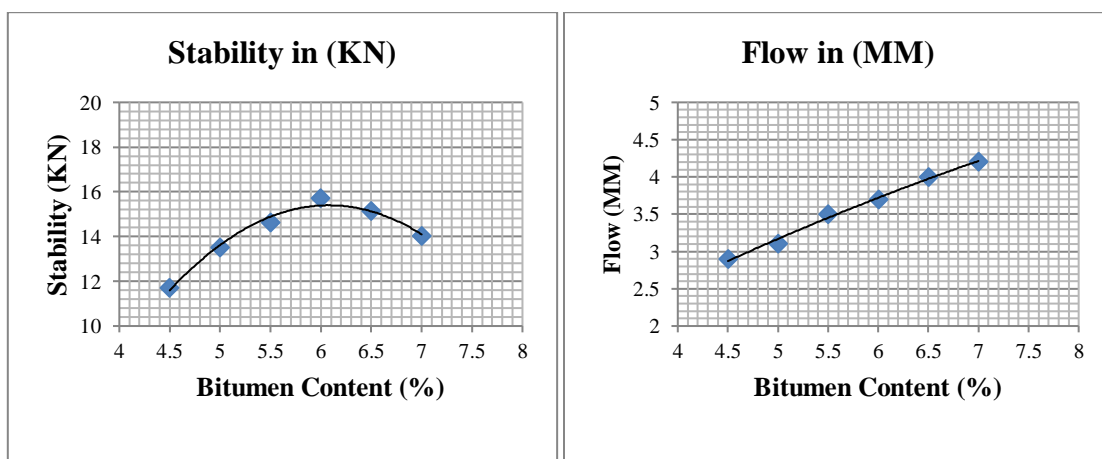 Stability in (KN)
20
18
16
14
12
10
4 4.5 5 5.5 6 6.5 7 7.5 8
Stability (KN)
Bitumen Content (%)
Flow in (MM)
5
4.5
4
3.5
3
2.5
2
4 4.5 5 5.5 6 6.5 7 7.5 8
Flow (MM)
Bitumen Content (%)